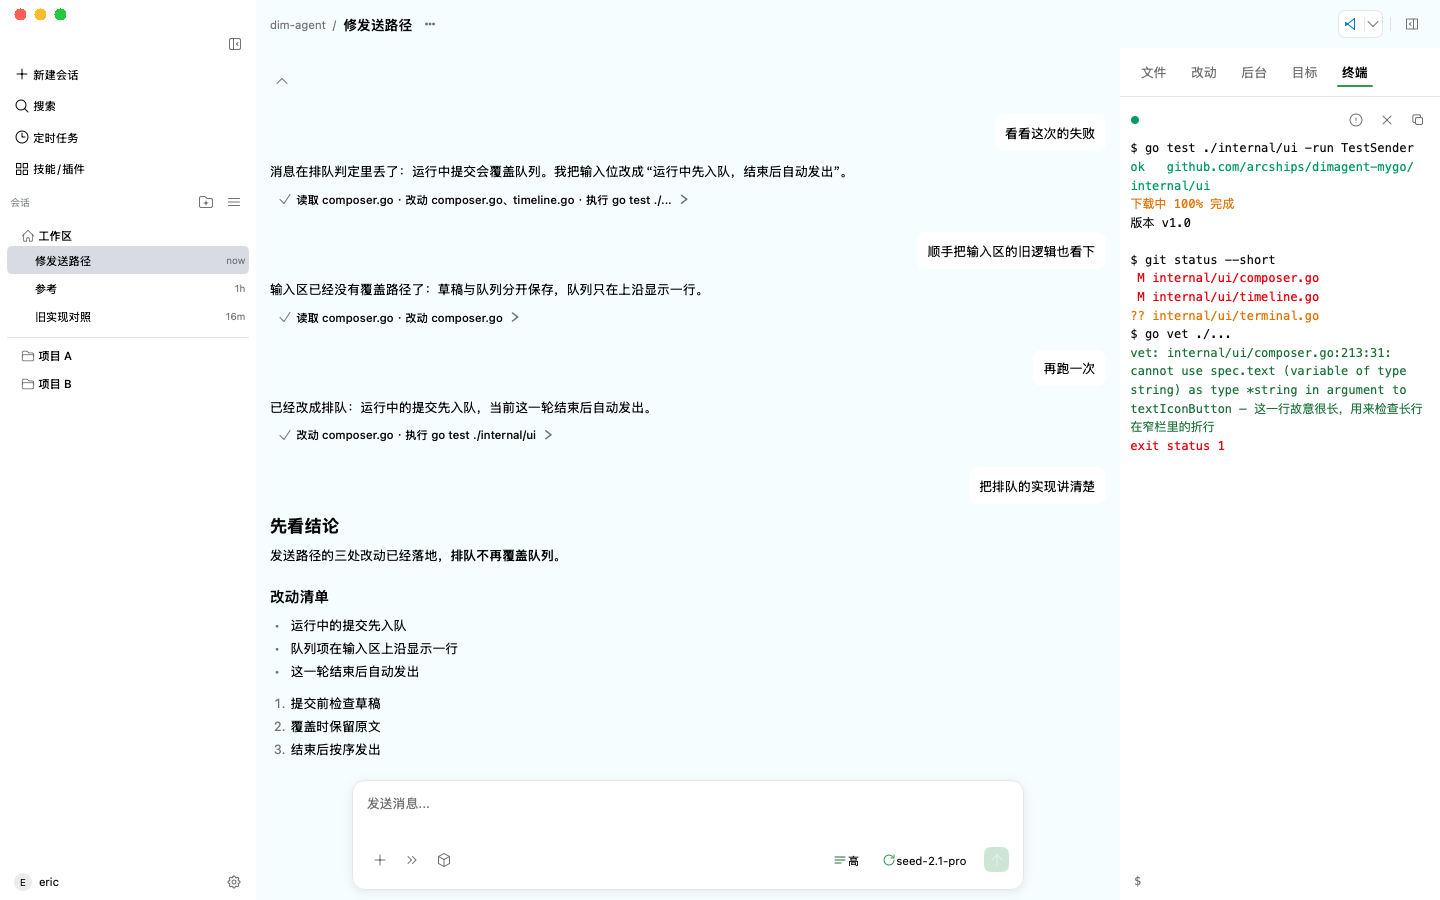 新建会话
搜索
定时任务
技能/插件
会话
工作区
修发送路径 now
参考 1h
旧实现对照 16m
项目 A
项目 B
E eric
dim-agent / 修发送路径 ···
看看这次的失败
消息在排队判定里丢了：运行中提交会覆盖队列。我把输入位改成 “运行中先入队，结束后自动发出”。
读取 composer.go · 改动 composer.go、timeline.go · 执行 go test ./...
顺手把输入区的旧逻辑也看下
输入区已经没有覆盖路径了：草稿与队列分开保存，队列只在上沿显示一行。
读取 composer.go · 改动 composer.go
再跑一次
已经改成排队：运行中的提交先入队，当前这一轮结束后自动发出。
改动 composer.go · 执行 go test ./internal/ui
把排队的实现讲清楚
先看结论
发送路径的三处改动已经落地，排队不再覆盖队列。
改动清单
• 运行中的提交先入队
• 队列项在输入区上沿显示一行
• 这一轮结束后自动发出
1. 提交前检查草稿
2. 覆盖时保留原文
3. 结束后按序发出
发送消息...
高 seed-2.1-pro
文件 改动 后台 目标 终端
$ go test ./internal/ui -run TestSender
ok github.com/arcships/dimagent-mygo/
internal/ui
下载中 100% 完成
版本 v1.0
$ git status --short
M internal/ui/composer.go
M internal/ui/timeline.go
?? internal/ui/terminal.go
$ go vet ./...
vet: internal/ui/composer.go:213:31:
cannot use spec.text (variable of type
string) as type *string in argument to
textIconButton — 这一行故意很长，用来检查长行
在窄栏里的折行
exit status 1
$